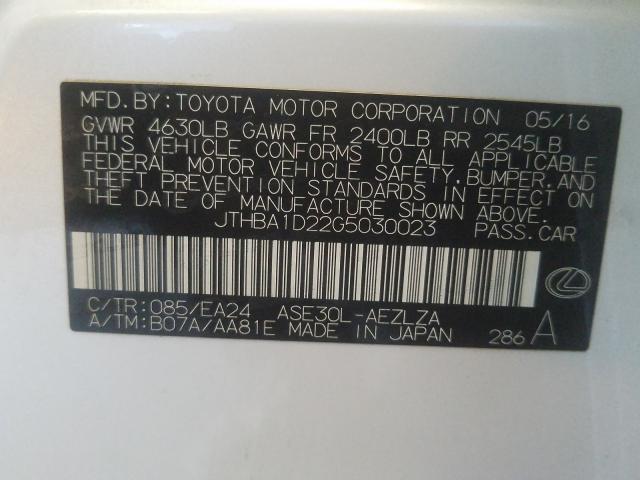 MFD.BY:TOYOTA MOTOR CORPORATION 05/16
GVWR 4630LB GAWR FR 2400LB RR 2545LB
THIS VEHICLE CONFORMS TO ALL APPLICABLE
FEDERAL MOTOR VEHICLE SAFETY,BUMPER,AND
THEFT PREVENTION STANDARDS IN EFFECT ON
THE DATE OF MANUFACTURE SHOWN ABOVE.
JTHBA1D22G5030023 PASS.CAR
C/TR:085/EA24 ASE30L-AEZLZA
A/TM:B07A/AA81E MADE IN JAPAN 286 A